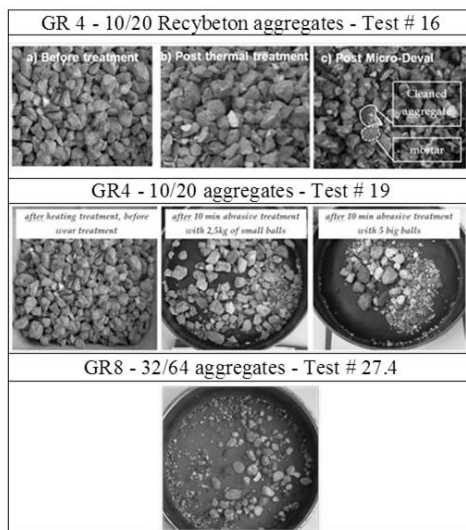 GR 4 - 10/20 Recybeton aggregates - Test # 16
a) Before treatment
b) Post thermal treatment
c) Post Micro-Deval
Cleaned
aggregate
mortar
GR4 - 10/20 aggregates - Test # 19
after heating treatment, before
wear treatment
after 10 min abrasive treatment
with 2,5kg of small balls
after 10 min abrasive treatment
with 5 big balls
GR8 - 32/64 aggregates - Test # 27.4